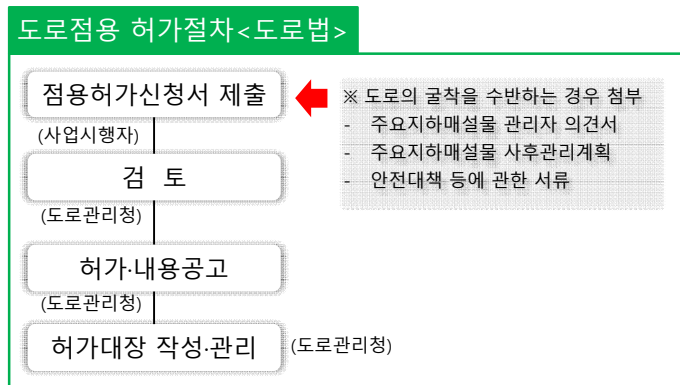 도로점용 허가절차<도로법>
점용허가신청서 제출
(사업시행자)
※ 도로의 굴착을 수반하는 경우 첨부
- 주요지하매설물 관리자 의견서
- 주요지하매설물 사후관리계획
- 안전대책 등에 관한 서류
검 토
(도로관리청)
허가·내용공고
(도로관리청)
허가대장 작성·관리
(도로관리청)